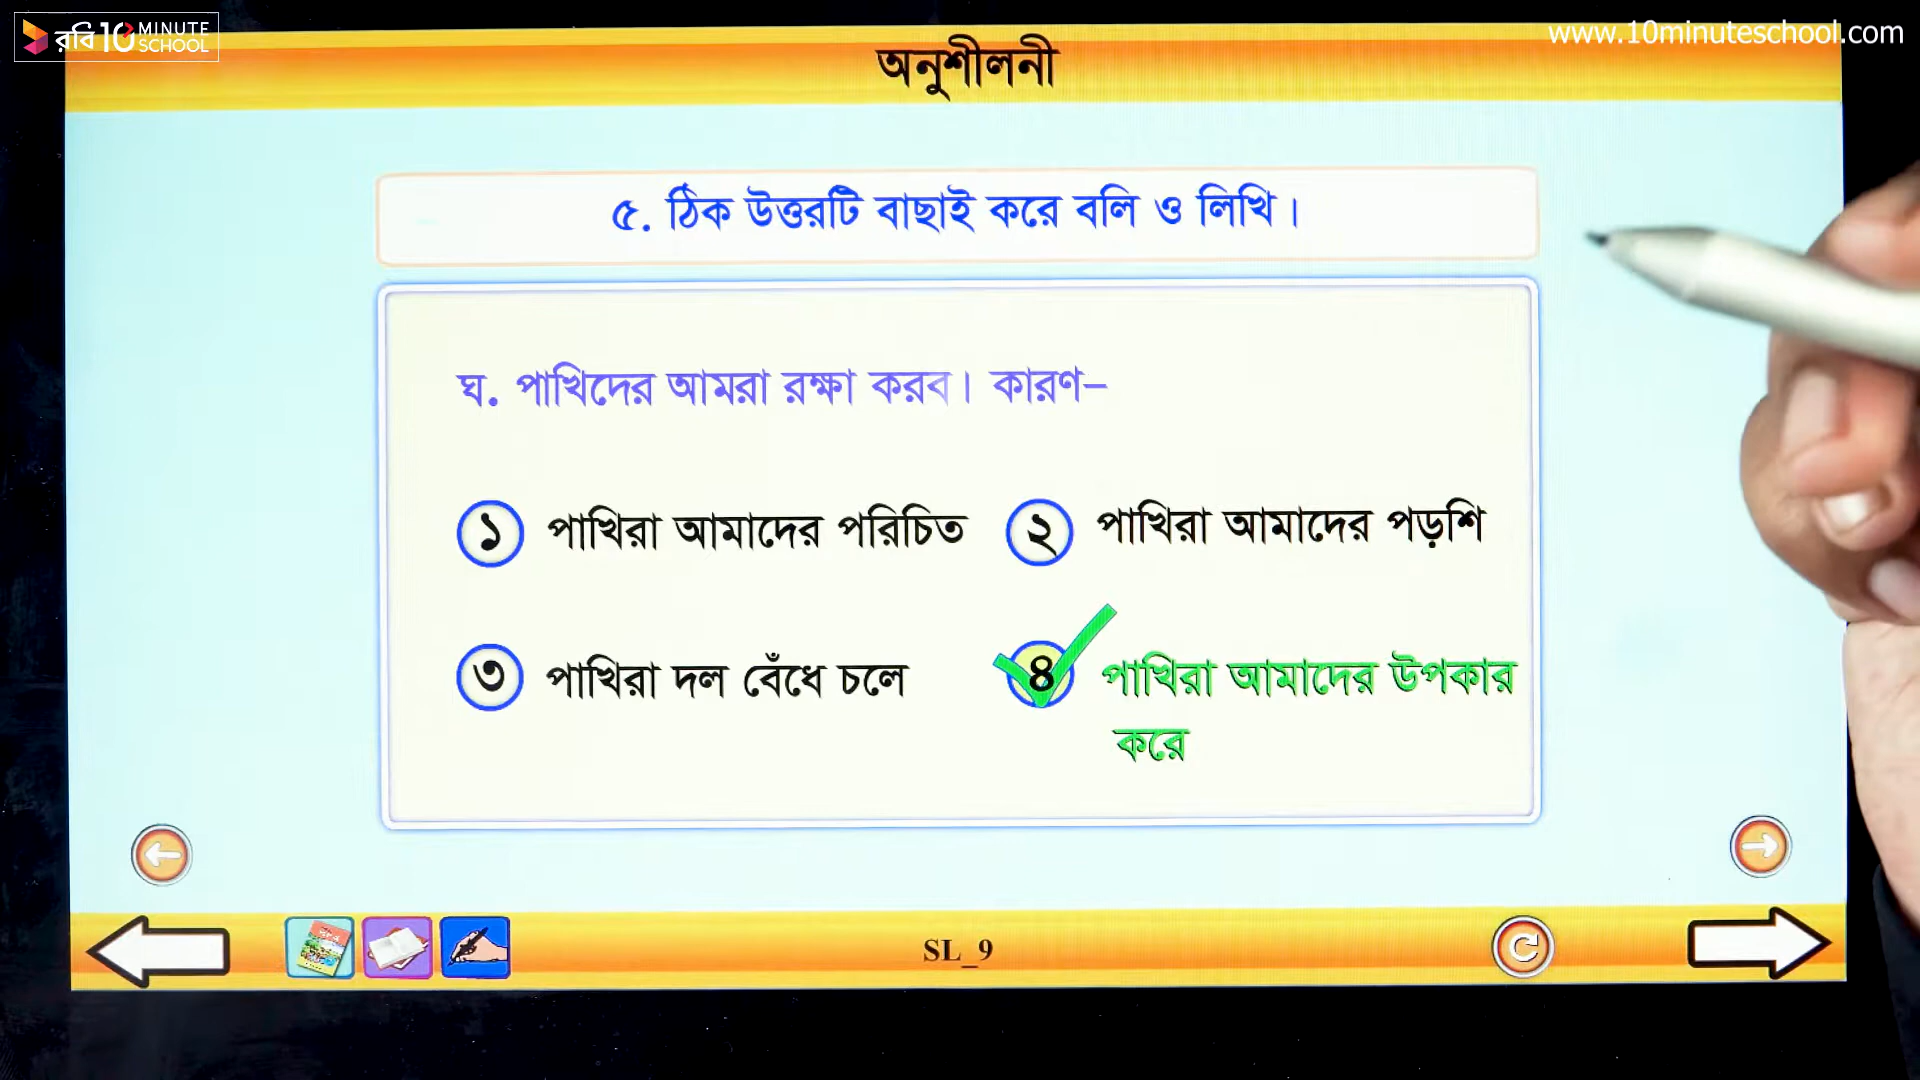 রবি 10 MINUTE SCHOOL
www.10minuteschool.com
অনুশীলনী
৫. ঠিক উত্তরটি বাছাই করে বলি ও লিখি।
ঘ. পাখিদের আমরা রক্ষা করব। কারণ–
১ পাখিরা আমাদের পরিচিত
২ পাখিরা আমাদের পড়শি
৩ পাখিরা দল বেঁধে চলে
৪ পাখিরা আমাদের উপকার
করে
SL_9